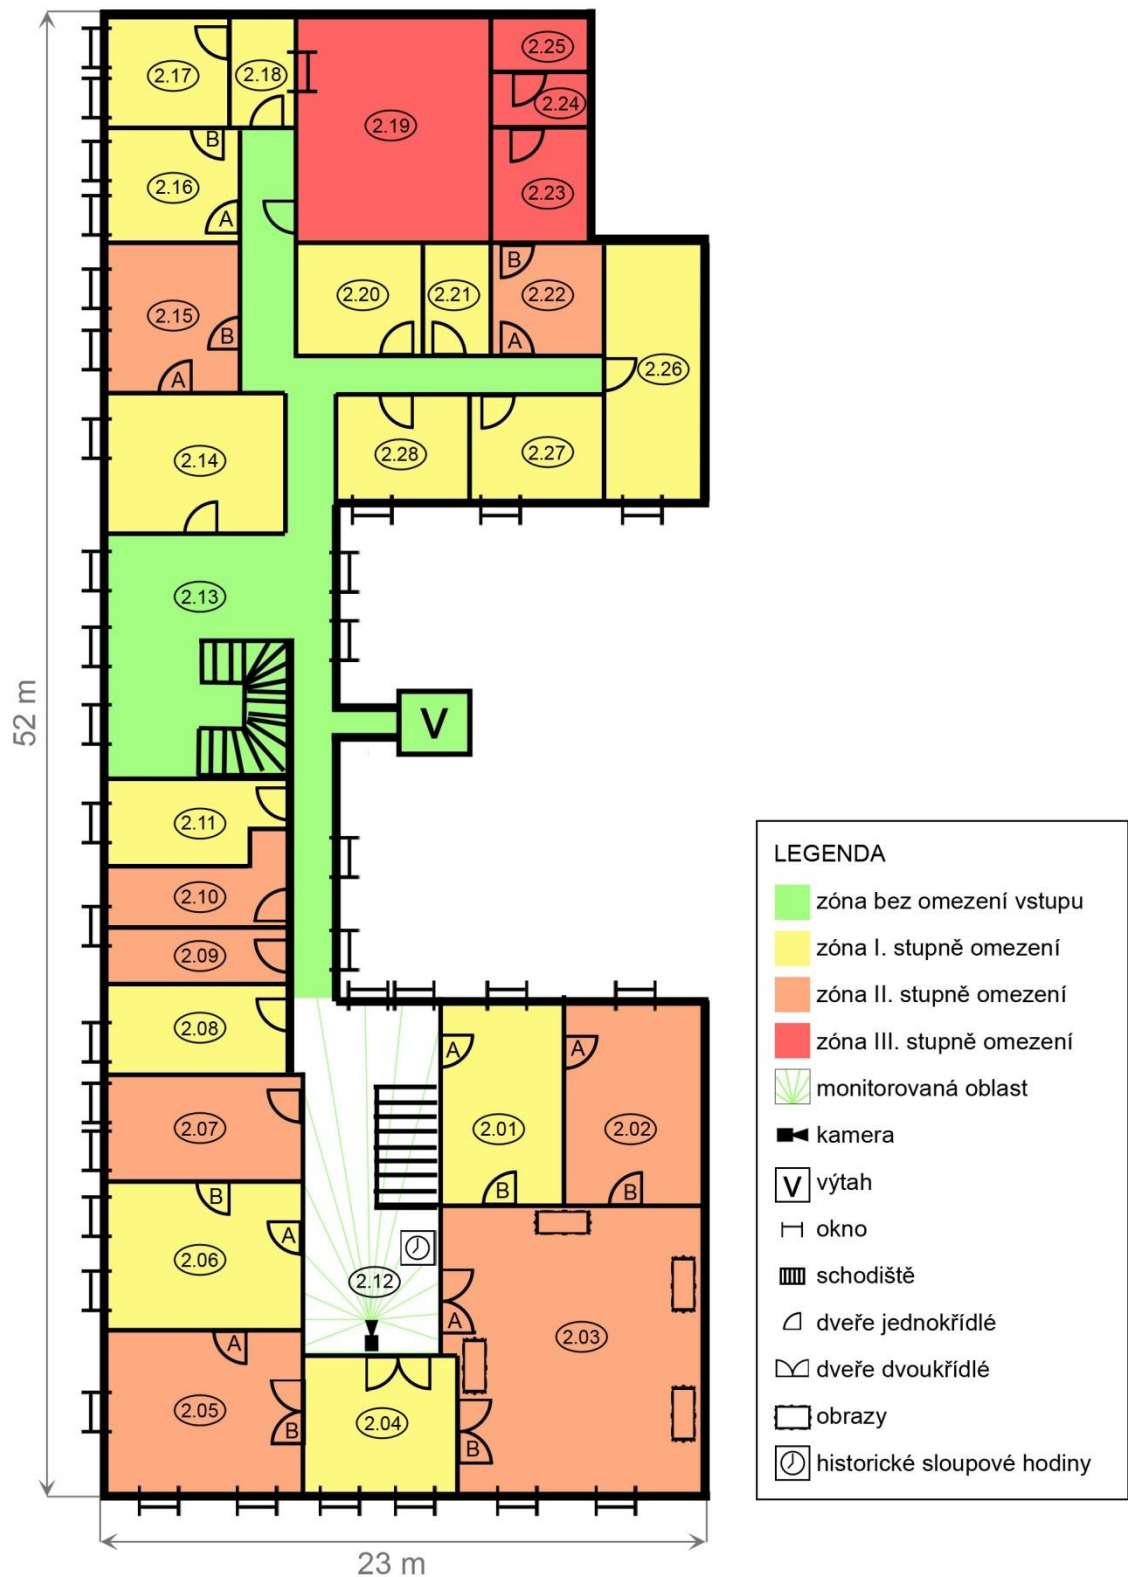 2.17
2.18
2.19
2.25
2.24
2.23
B
2.16
A
2.15
B
A
2.20
2.21
B
2.22
A
2.26
2.14
2.28
2.27
2.13
V
52 m
2.11
2.10
2.09
2.08
2.07
B
2.06
A
A
2.05
B
2.12
A
2.01
B
A
2.02
B
A
2.03
B
2.04
23 m
LEGENDA
zóna bez omezení vstupu
zóna I. stupně omezení
zóna II. stupně omezení
zóna III. stupně omezení
monitorovaná oblast
kamera
V výtah
okno
schodiště
dveře jednokřídlé
dveře dvoukřídlé
obrazy
historické sloupové hodiny